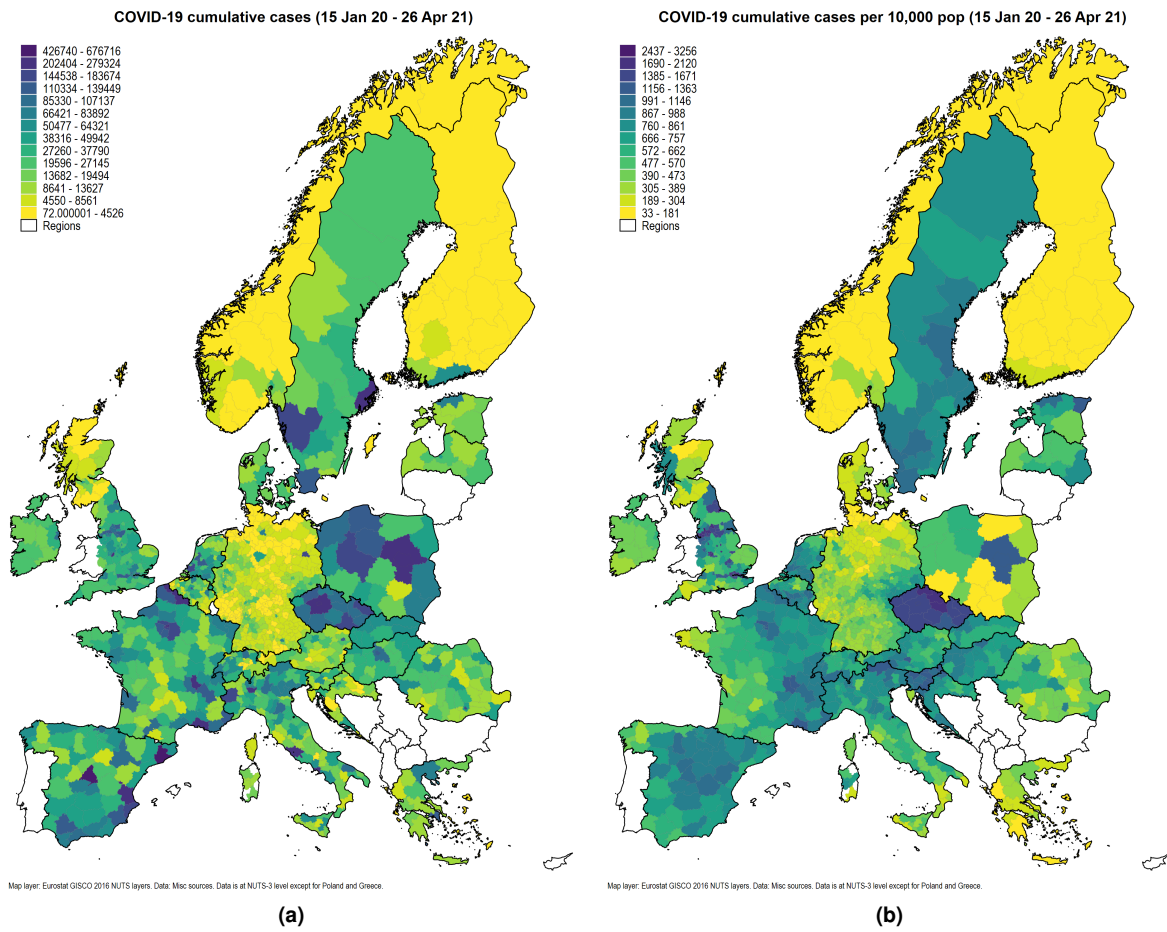 COVID-19 cumulative cases (15 Jan 20 - 26 Apr 21)
426740 - 676716
202404 - 279324
144538 - 183674
110334 - 139449
85330 - 107137
66421 - 83892
50477 - 64321
38316 - 49942
27260 - 37790
19596 - 27145
13682 - 19494
8641 - 13627
4550 - 8561
72.000001 - 4526
Regions
Map layer: Eurostat GISCO 2016 NUTS layers. Data: Misc sources. Data is at NUTS-3 level except for Poland and Greece.
(a)
COVID-19 cumulative cases per 10,000 pop (15 Jan 20 - 26 Apr 21)
2437 - 3256
1690 - 2120
1385 - 1671
1156 - 1363
991 - 1146
867 - 988
760 - 861
666 - 757
572 - 662
477 - 570
390 - 473
305 - 389
189 - 304
33 - 181
Regions
Map layer: Eurostat GISCO 2016 NUTS layers. Data: Misc sources. Data is at NUTS-3 level except for Poland and Greece.
(b)